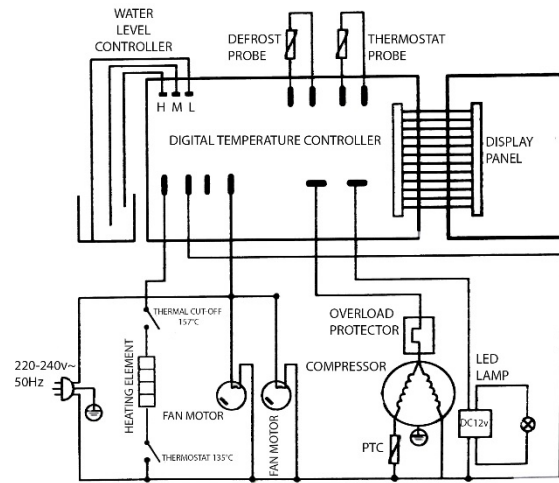 WATER
LEVEL
CONTROLLER
DEFROST
PROBE
THERMOSTAT
PROBE
H M L
DIGITAL TEMPERATURE CONTROLLER
DISPLAY
PANEL
THERMAL CUT-OFF
157°C
OVERLOAD
PROTECTOR
220-240v~
50Hz
HEATING ELEMENT
COMPRESSOR
LED
LAMP
FAN MOTOR
FAN MOTOR
DC12v
PTC
THERMOSTAT 135°C